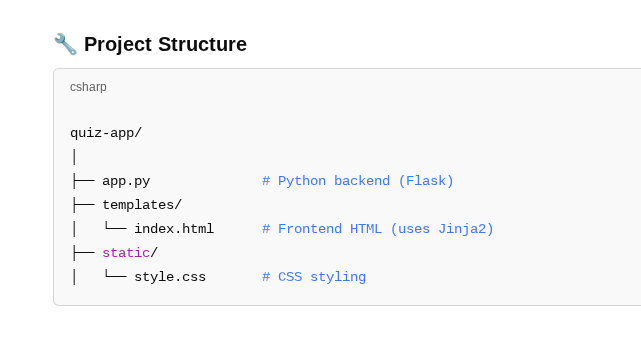 🔧 Project Structure
csharp
quiz-app/
│
├── app.py              # Python backend (Flask)
├── templates/
│   └── index.html      # Frontend HTML (uses Jinja2)
├── static/
│   └── style.css       # CSS styling